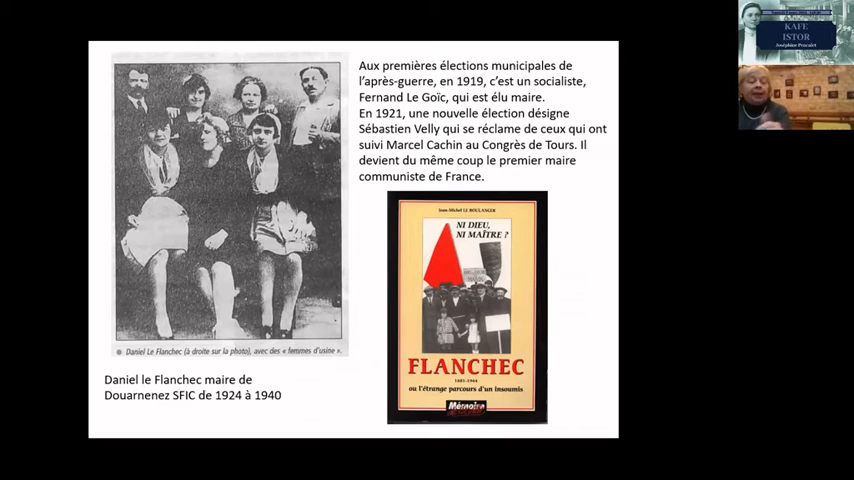 KAFE
ISTOR
Joséphine Pencalet
Aux premières élections municipales de
l'après-guerre, en 1919, c'est un socialiste,
Fernand Le Goïc, qui est élu maire.
En 1921, une nouvelle élection désigne
Sébastien Velly qui se réclame de ceux qui ont
suivi Marcel Cachin au Congrès de Tours. Il
devient du même coup le premier maire
communiste de France.
Daniel Le Flanchec (à droite sur la photo), avec des « femmes d'usine ».
Daniel le Flanchec maire de
Douarnenez SFIC de 1924 à 1940
Jean-Michel LE BOULANGER
NI DIEU,
NI MAÎTRE ?
FLANCHEC
1881-1944
ou l'étrange parcours d'un insoumis
Mémoire